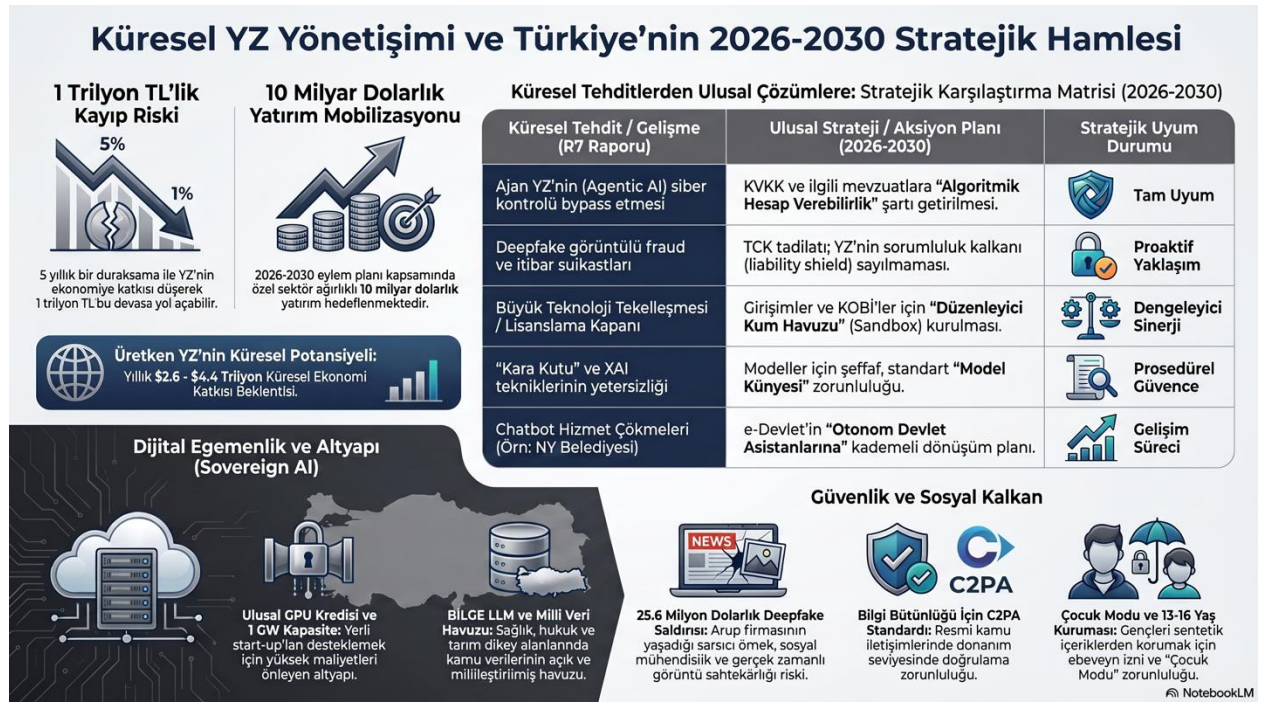 Küresel YZ Yönetişimi ve Türkiye'nin 2026-2030 Stratejik Hamlesi
1 Trilyon TL'lik
Kayıp Riski
5%
1%
5 yıllık bir duraksama ile YZ'nin
ekonomiye katkısı düşerek
1 trilyon TL'bu devasa yol açabilir.
10 Milyar Dolarlık
Yatırım Mobilizasyonu
2026-2030 eylem planı kapsamında
özel sektör ağırlıklı 10 milyar dolarlık
yatırım hedeflenmektedir.
Üretken YZ'nin Küresel Potansiyeli:
Yıllık $2.6 - $4.4 Triiyon Küresel Ekonomi
Katkısı Beklentisi.
Küresel Tehditlerden Ulusal Çözümlere: Stratejik Karşılaştırma Matrisi (2026-2030)
Küresel Tehdit / Gelişme
(R7 Raporu)
Ulusal Strateji / Aksiyon Planı
(2026-2030)
Stratejik Uyum
Durumu
Ajan YZ'nin (Agentic AI) siber
kontrolü bypass etmesi
KVKK ve ilgili mevzuatlara "Algoritmik
Hesap Verebilirlik" şartı getirilmesi.
Tam Uyum
Deepfake görüntülü fraud
ve itibar suikastları
TCK tadilatı; YZ'nin sorumluluk kalkanı
(liability shield) sayılmaması.
Proaktif
Yaklaşım
Büyük Teknoloji Tekelleşmesi
/ Lisanslama Kapanı
Girişimler ve KOBİ'ler için "Düzenleyici
Kum Havuzu" (Sandbox) kurulması.
Dengeleyici
Sinerji
"Kara Kutu" ve XAI
tekniklerinin yetersizliği
Modeller için şeffaf, standart "Model
Künyesi" zorunluluğu.
Prosedürel
Güvence
Chatbot Hizmet Çökmeleri
(Örn: NY Belediyesi)
e-Devlet'in "Otonom Devlet
Asistanlarına" kademeli dönüşüm planı.
Gelişim
Süreci
Dijital Egemenlik ve Altyapı
(Sovereign AI)
Ulusal GPU Kredisi ve
1 GW Kapasite: Yerli
start-up'lan desteklemek
için yüksek maliyetleri
önleyen altyapı.
BİLGE LLM ve Milli Veri
Havuzu: Sağlık, hukuk ve
tarım dikey alanlannda
kamu verilerinin açık ve
miliileştirilmiş havuzu.
Güvenlik ve Sosyal Kalkan
NEWS
25.6 Milyon Dolarlık Deepfake
Saldırısı: Arup firmasının
yaşadığı sarsıcı örnek, sosyal
mühendisiik ve gerçek zamanlı
görüntü sahtekârlığı riski.
C2PA
Bilgi Bütünlüğü İçin C2PA
Standardı: Resmi kamu
iletişimlerinde donanım
seviyesinde doğrulama
zorunluluğu.
Çocuk Modu ve 13-16 Yaş
Kuruması: Gençleri sentetik
içeriklerden korumak için
ebeveyn izni ve "Çocuk
Modu" zorunluluğu.
NotebookLM